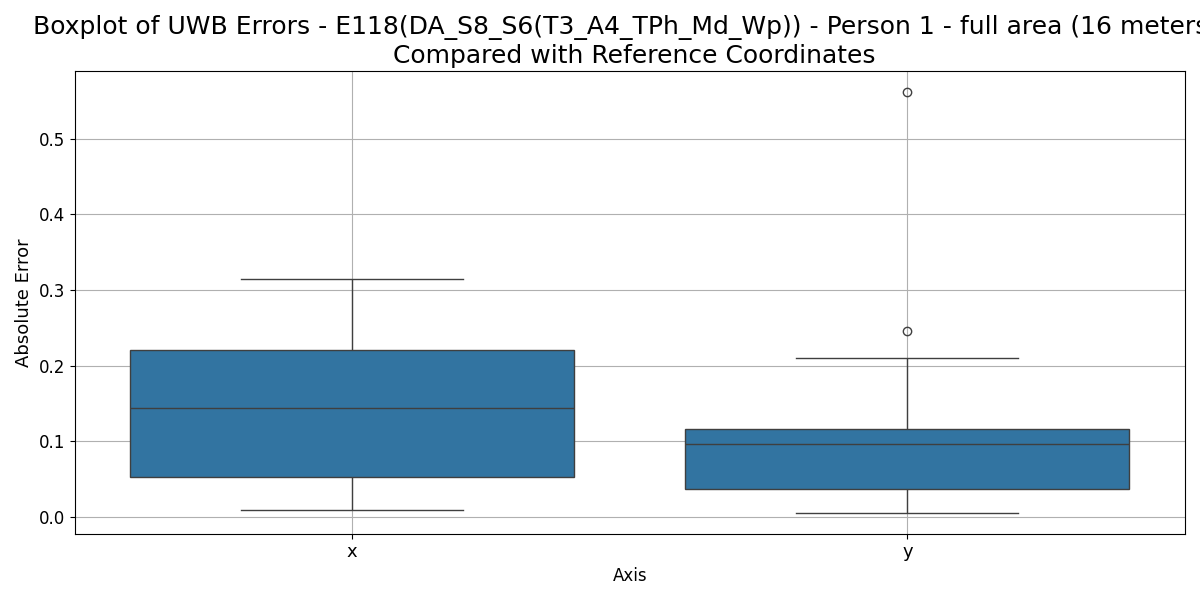 Boxplot of UWB Errors - E118(DA_S8_S6(T3_A4_TPh_Md_Wp)) - Person 1 - full area (16 meters
Compared with Reference Coordinates
0.5
0.4
0.3
0.2
0.1
0.0
Absolute Error
x
y
Axis